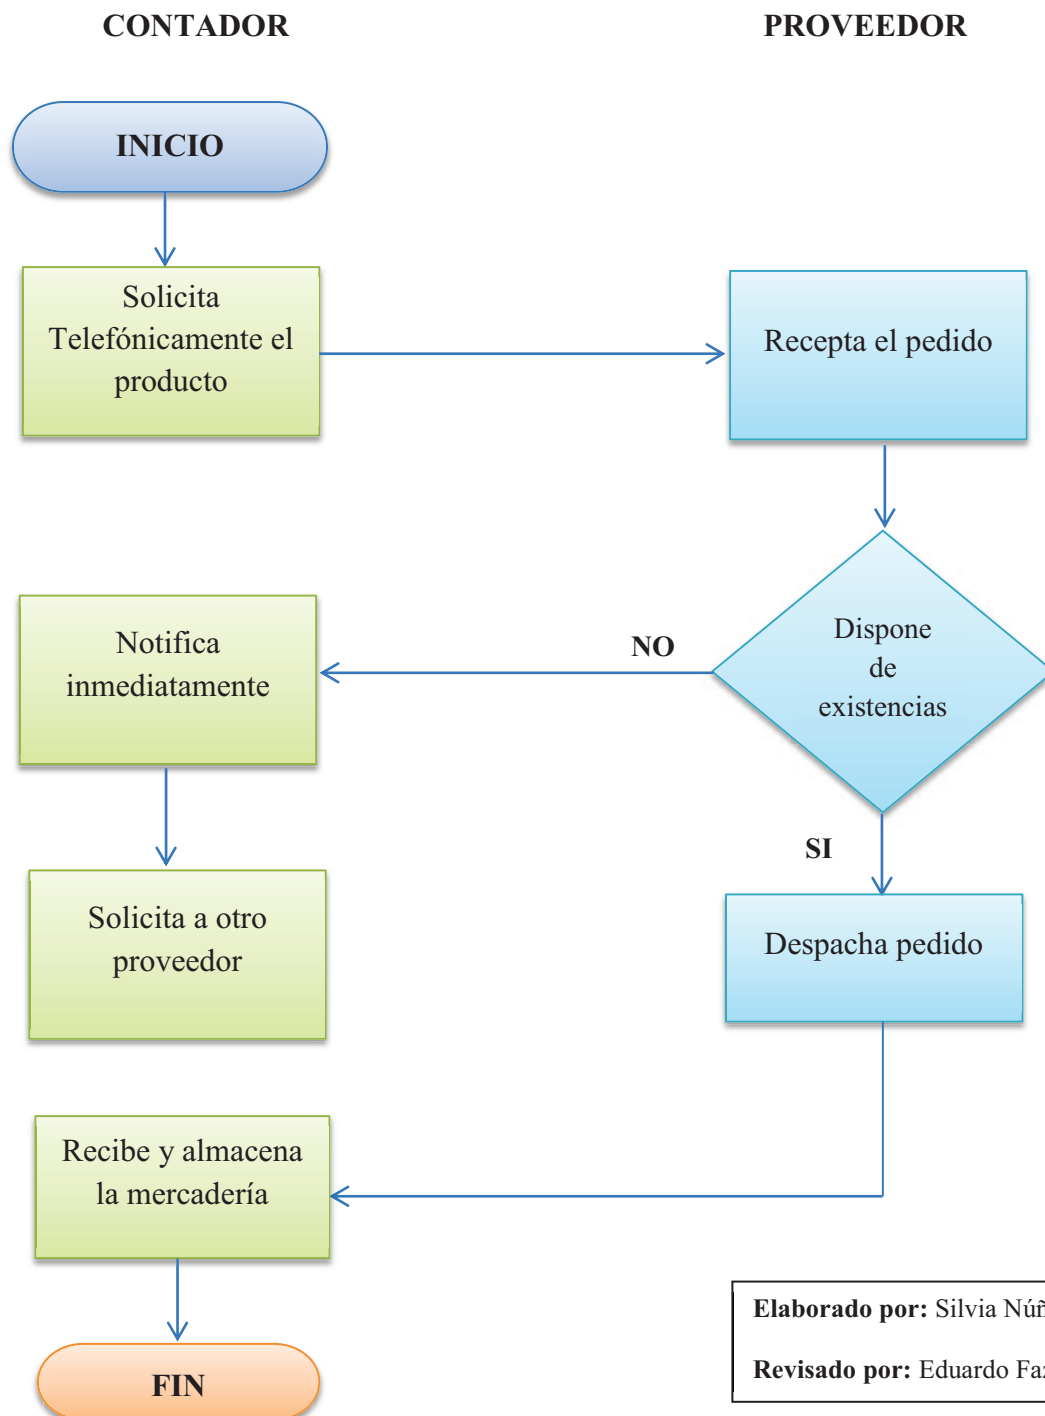 CONTADOR
PROVEEDOR
INICIO
Solicita
Telefónicamente el
producto
Recepta el pedido
Dispone
de
existencias
NO
Notifica
inmediatamente
SI
Solicita a otro
proveedor
Despacha pedido
Recibe y almacena
la mercadería
FIN
Elaborado por: Silvia
Revisado por: Eduardo